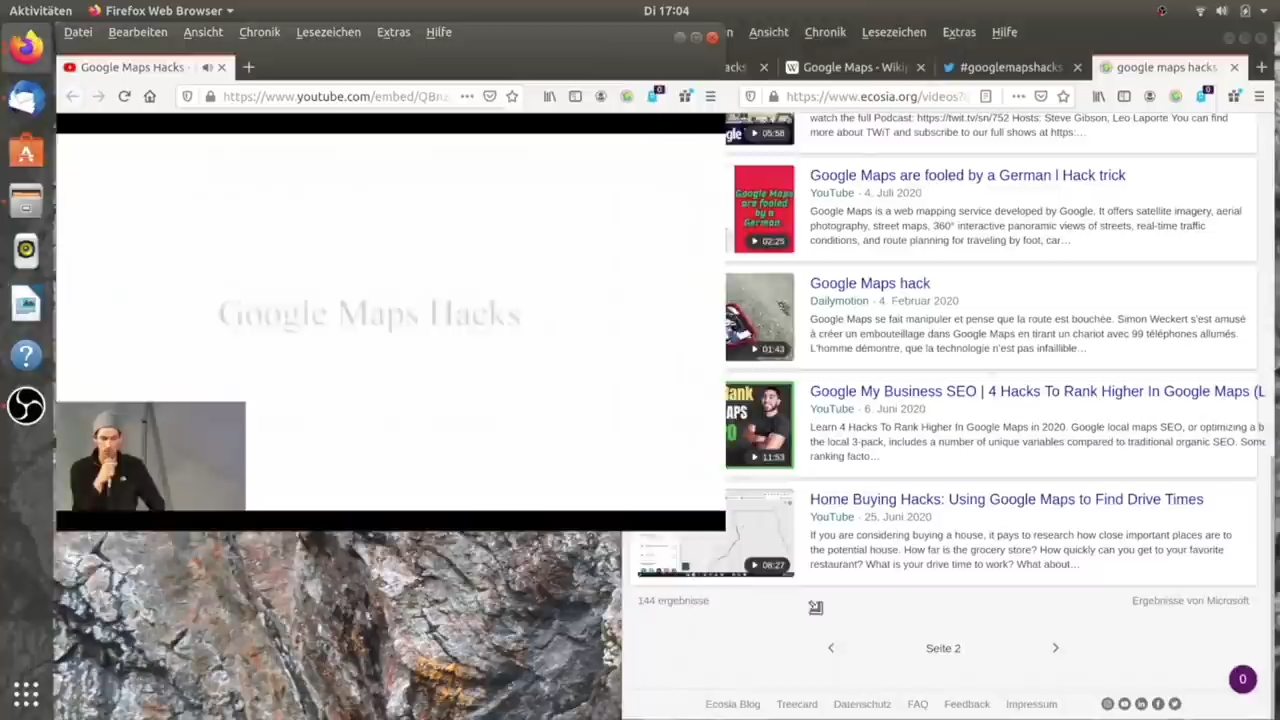 Aktivitäten
Firefox Web Browser
Di 17:04
Datei Bearbeiten Ansicht Chronik Lesezeichen Extras Hilfe
Google Maps Hacks -
https://www.youtube.com/embed/QBnz
0
Google Maps Hacks
n Ansicht Chronik Lesezeichen Extras Hilfe
acks
Google Maps - Wiki
#googlemapshacks
google maps hacks
https://www.ecosia.org/videos?
0
gle
05:58
watch the full Podcast: https://twit.tv/sn/752 Hosts: Steve Gibson, Leo Laporte You can find
more about TWiT and subscribe to our full shows at https:…
Google Maps
are fooled
by a
German
02:25
Google Maps are fooled by a German l Hack trick
YouTube - 4. Juli 2020
Google Maps is a web mapping service developed by Google. It offers satellite imagery, aerial
photography, street maps, 360° interactive panoramic views of streets, real-time traffic
conditions, and route planning for traveling by foot, car…
01:43
Google Maps hack
Dailymotion - 4. Februar 2020
Google Maps se fait manipuler et pense que la route est bouchée. Simon Weckert s'est amusé
à créer un embouteillage dans Google Maps en tirant un chariot avec 99 téléphones allumés.
L'homme démontre, que la technologie n'est pas infaillible…
ank
APS
O
11:53
Google My Business SEO | 4 Hacks To Rank Higher In Google Maps (L
YouTube - 6. Juni 2020
Learn 4 Hacks To Rank Higher In Google Maps in 2020. Google local maps SEO, or optimizing a b
the local 3-pack, includes a number of unique variables compared to traditional organic SEO. Some
ranking facto…
08:27
Home Buying Hacks: Using Google Maps to Find Drive Times
YouTube - 25. Juni 2020
If you are considering buying a house, it pays to research how close important places are to
the potential house. How far is the grocery store? How quickly can you get to your favorite
restaurant? What is your drive time to work? What about…
144 ergebnisse
Ergebnisse von Microsoft
Seite 2
0
Ecosia Blog Treecard Datenschutz FAQ Feedback Impressum